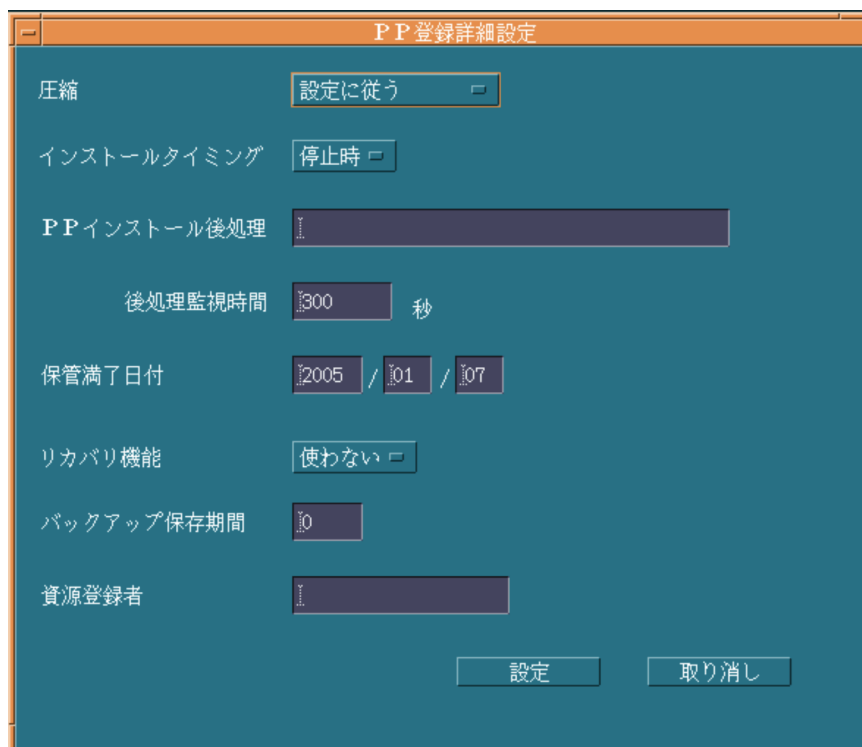 ＰＰ登録詳細設定
圧縮 設定に従う
インストールタイミング 停止時
ＰＰインストール後処理
後処理監視時間 300 秒
保管満了日付 2005 / 01 / 07
リカバリ機能 使わない
バックアップ保存期間 0
資源登録者
設定 取り消し